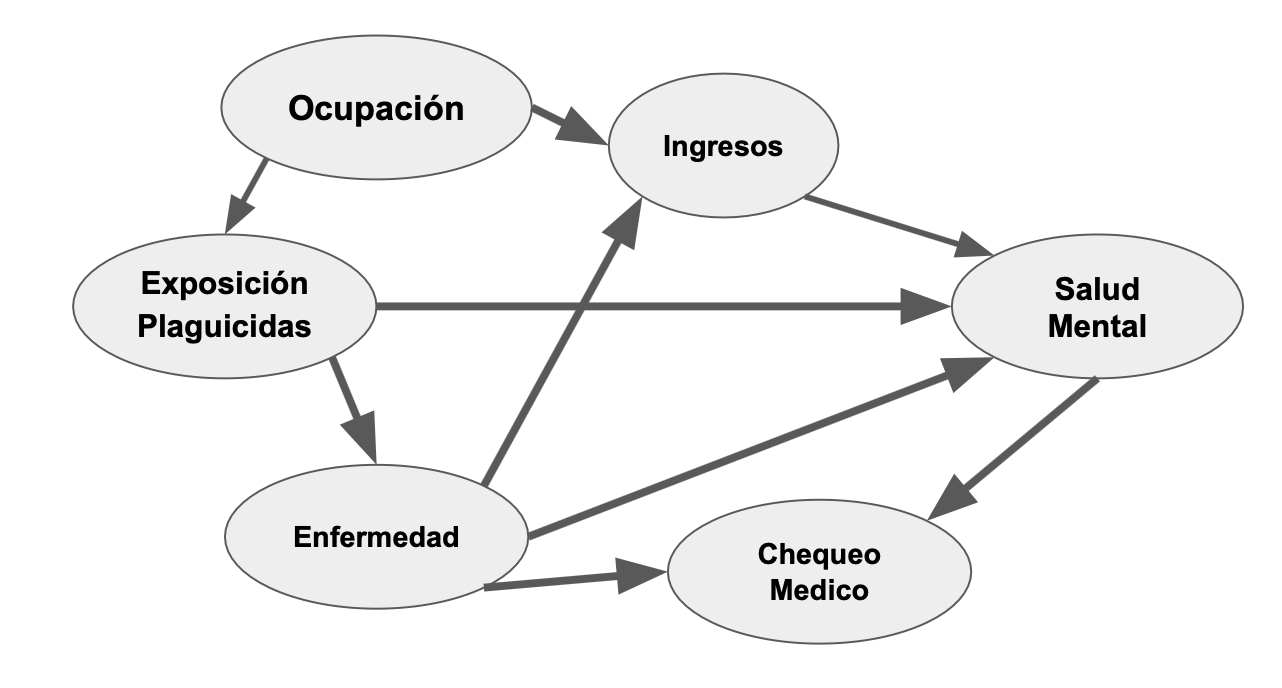 Ocupación
Ingresos
Exposición
Plaguicidas
Salud
Mental
Enfermedad
Chequeo
Medico